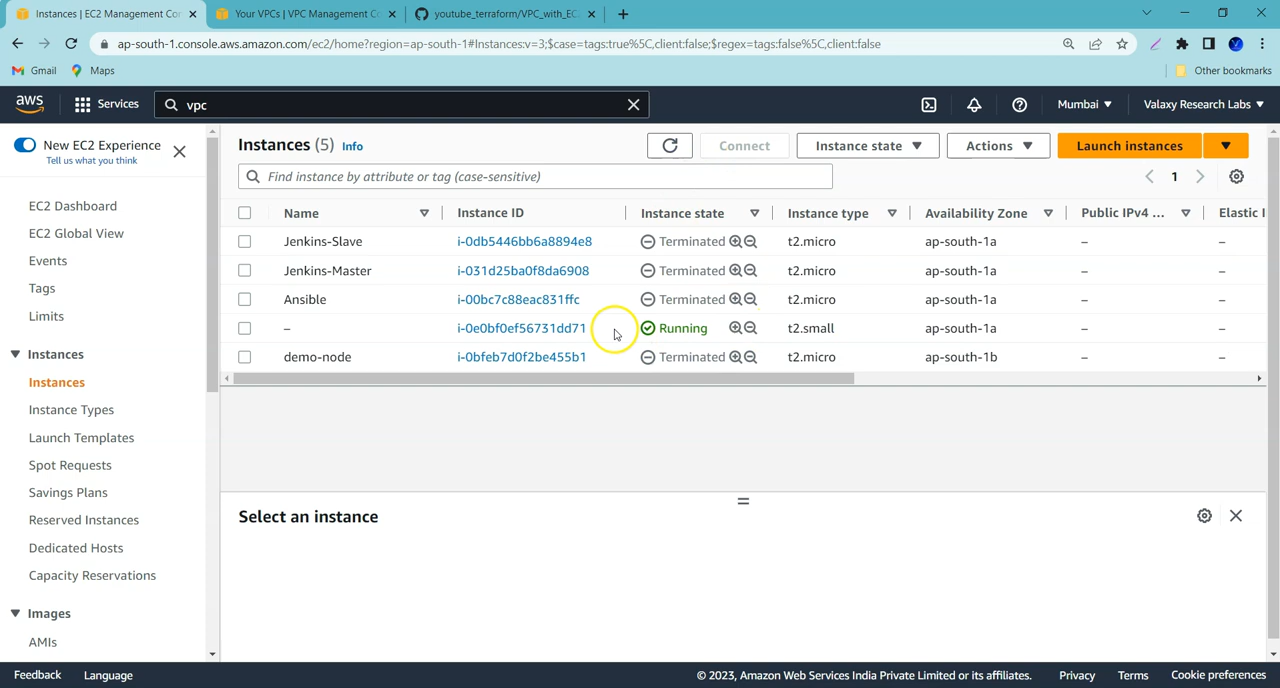 Instances | EC2 Management Co
Your VPCs | VPC Management C
youtube_terraform/VPC_with_EC
ap-south-1.console.aws.amazon.com/ec2/home?region=ap-south-1#Instances:v=3;$case=tags:true%5C,client:false;$regex=tags:false%5C,client:false
Gmail
Maps
Other bookmarks
aws
Services
vpc
Mumbai
Valaxy Research Labs
New EC2 Experience
Tell us what you think
EC2 Dashboard
EC2 Global View
Events
Tags
Limits
Instances
Instances
Instance Types
Launch Templates
Spot Requests
Savings Plans
Reserved Instances
Dedicated Hosts
Capacity Reservations
Images
AMIs
Instances (5) Info
Connect
Instance state
Actions
Launch instances
Find instance by attribute or tag (case-sensitive)
1
Name Instance ID Instance state Instance type Availability Zone Public IPv4 ... Elastic I
Jenkins-Slave i-0db5446bb6a8894e8 Terminated t2.micro ap-south-1a – –
Jenkins-Master i-031d25ba0f8da6908 Terminated t2.micro ap-south-1a – –
Ansible i-00bc7c88eac831ffc Terminated t2.micro ap-south-1a – –
– i-0e0bf0ef56731dd71 Running t2.small ap-south-1a – –
demo-node i-0bfeb7d0f2be455b1 Terminated t2.micro ap-south-1b – –
Select an instance
Feedback
Language
© 2023, Amazon Web Services India Private Limited or its affiliates.
Privacy
Terms
Cookie preferences